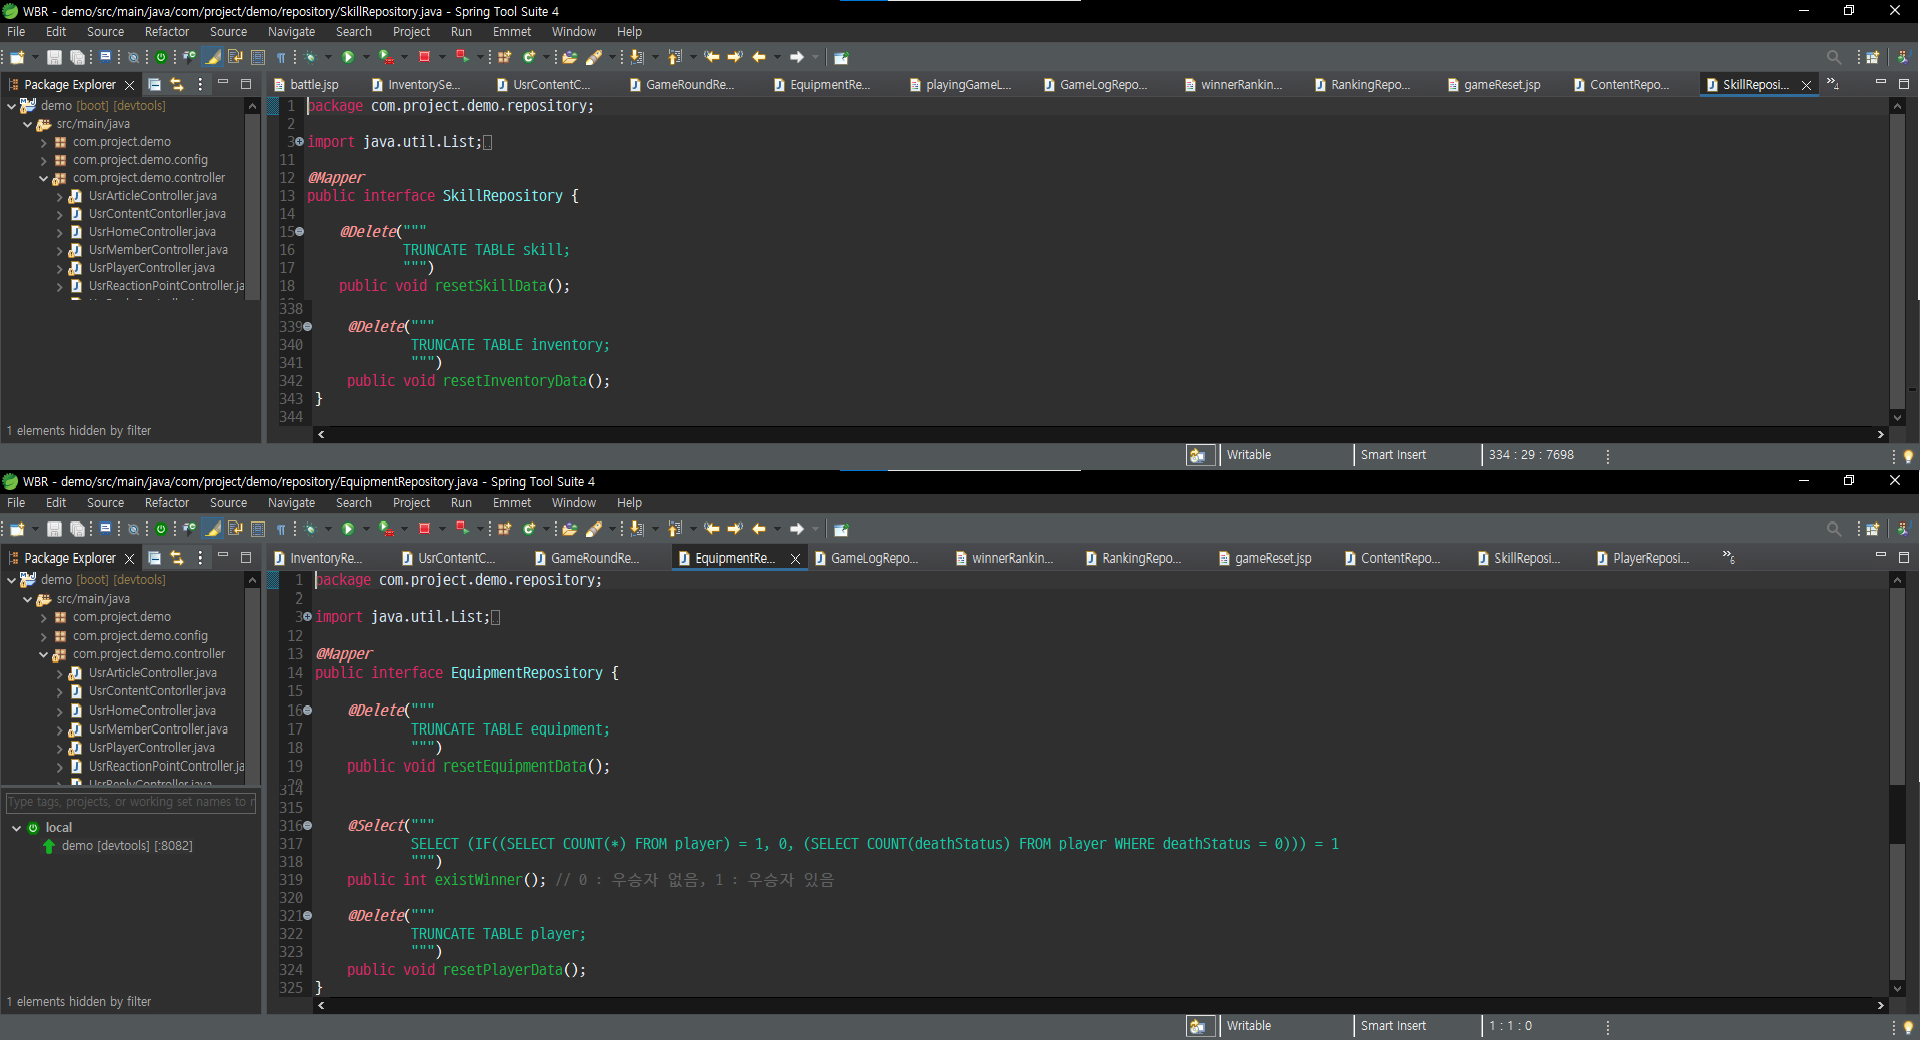 WBR - demo/src/main/java/com/project/demo/repository/SkillRepository.java - Spring Tool Suite 4
File Edit Source Refactor Source Navigate Search Project Run Emmet Window Help
Package Explorer
battle.jsp InventorySe... UsrContentC... GameRoundRe... EquipmentRe... playingGameL... GameLogRepo... winnerRankin... RankingRepo... gameReset.jsp ContentRepo... SkillReposi... 4
demo [boot] [devtools]
src/main/java
com.project.demo
com.project.demo.config
com.project.demo.controller
UsrArticleController.java
UsrContentContorller.java
UsrHomeController.java
UsrMemberController.java
UsrPlayerController.java
UsrReactionPointController.ja
1 elements hidden by filter
1 package com.project.demo.repository;
2
3 import java.util.List;
11
12 @Mapper
13 public interface SkillRepository {
14
15 @Delete("""
16 TRUNCATE TABLE skill;
17 """)
18 public void resetSkillData();
338
339 @Delete("""
340 TRUNCATE TABLE inventory;
341 """)
342 public void resetInventoryData();
343 }
344
Writable Smart Insert 334 : 29 : 7698
WBR - demo/src/main/java/com/project/demo/repository/EquipmentRepository.java - Spring Tool Suite 4
File Edit Source Refactor Source Navigate Search Project Run Emmet Window Help
Package Explorer
InventoryRe... UsrContentC... GameRoundRe... EquipmentRe... GameLogRepo... winnerRankin... RankingRepo... gameReset.jsp ContentRepo... SkillReposi... PlayerReposi... 6
demo [boot] [devtools]
src/main/java
com.project.demo
com.project.demo.config
com.project.demo.controller
UsrArticleController.java
UsrContentContorller.java
UsrHomeController.java
UsrMemberController.java
UsrPlayerController.java
UsrReactionPointController.ja
UsrReplyController.java
Type tags, projects, or working set names to r
local
demo [devtools] [:8082]
1 elements hidden by filter
1 package com.project.demo.repository;
2
3 import java.util.List;
12
13 @Mapper
14 public interface EquipmentRepository {
15
16 @Delete("""
17 TRUNCATE TABLE equipment;
18 """)
19 public void resetEquipmentData();
20
314
315
316 @Select("""
317 SELECT (IF((SELECT COUNT(*) FROM player) = 1, 0, (SELECT COUNT(deathStatus) FROM player WHERE deathStatus = 0))) = 1
318 """)
319 public int existWinner(); // 0 : 우승자 없음, 1 : 우승자 있음
320
321 @Delete("""
322 TRUNCATE TABLE player;
323 """)
324 public void resetPlayerData();
325 }
Writable Smart Insert 1 : 1 : 0